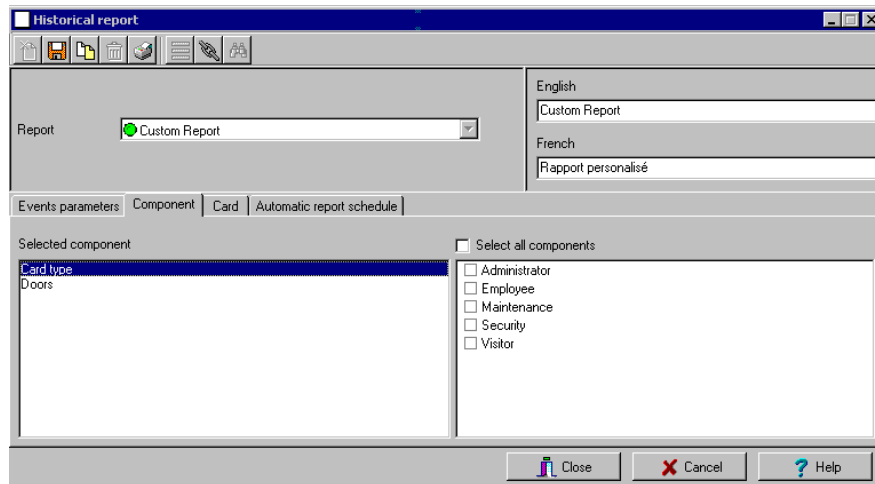 Historical report
English
Custom Report
Report
Custom Report
French
Rapport personalisé
Events parameters
Component
Card
Automatic report schedule
Selected component
Select all components
Card type
Doors
Administrator
Employee
Maintenance
Security
Visitor
Close
Cancel
? Help